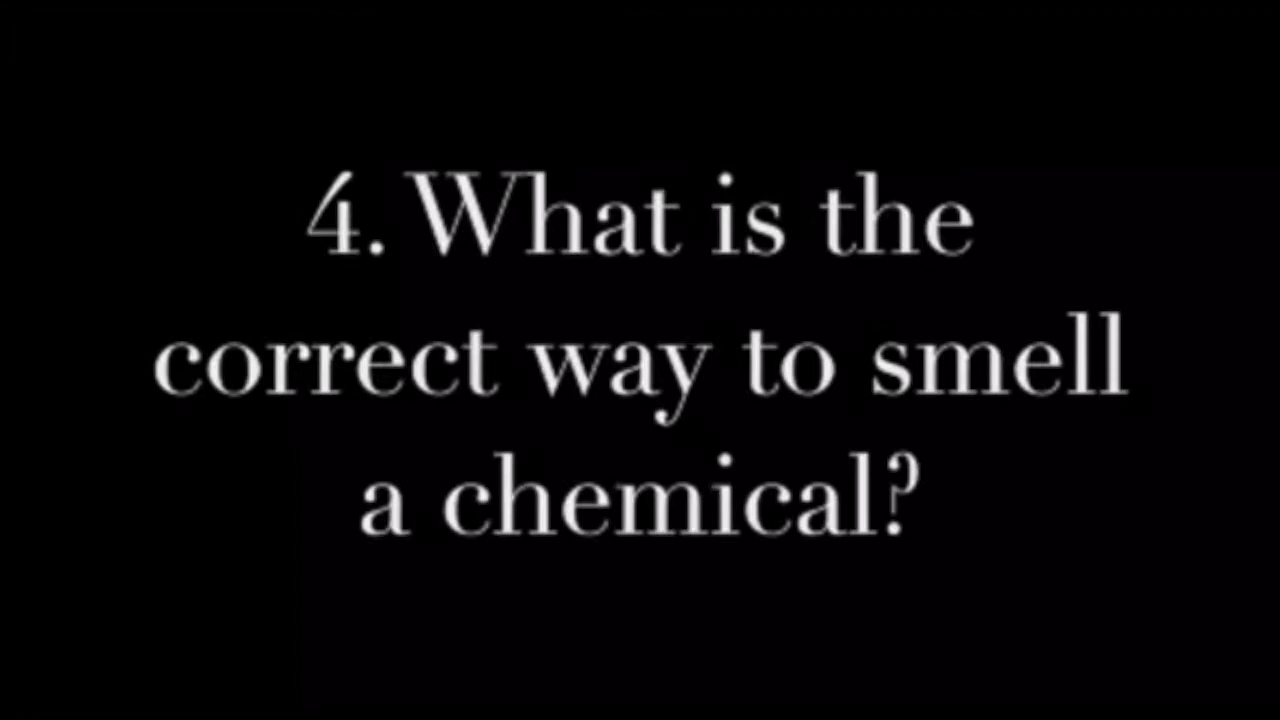 4. What is the
correct way to smell
a chemical?